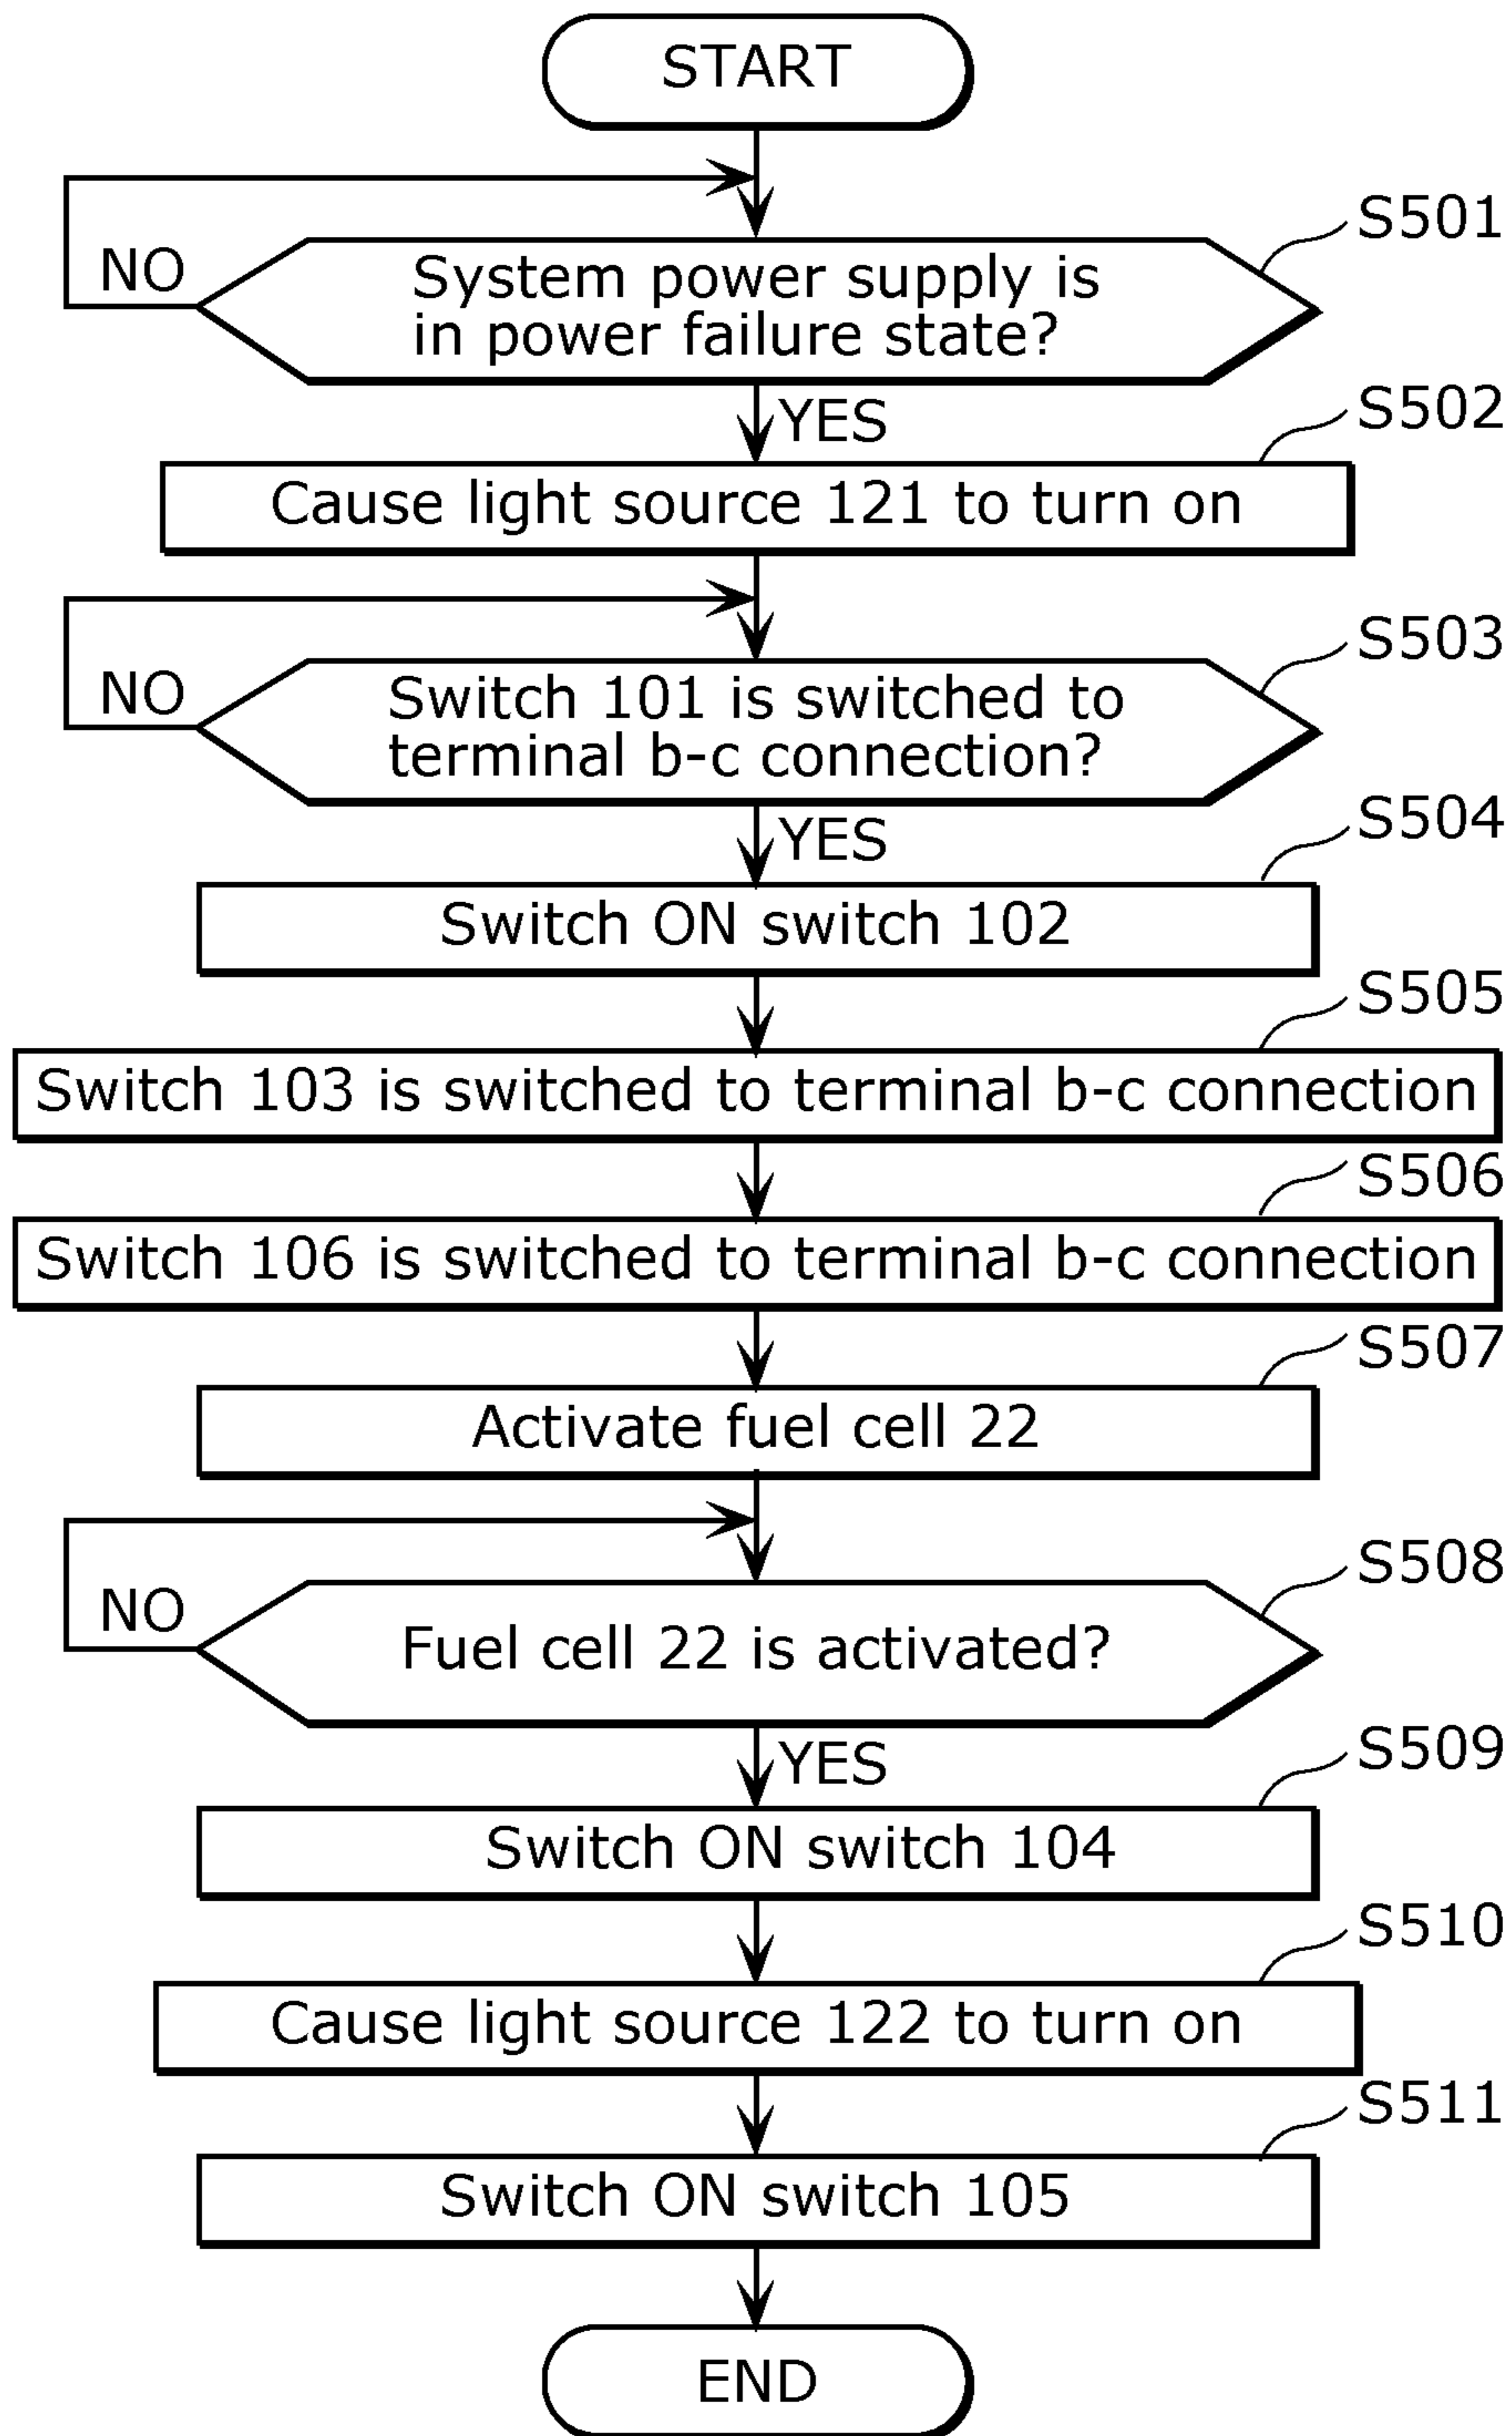 START
S501
NO
System power supply is
in power failure state?
YES
S502
Cause light source 121 to turn on
S503
NO
Switch 101 is switched to
terminal b-c connection?
YES
S504
Switch ON switch 102
S505
Switch 103 is switched to terminal b-c connection
S506
Switch 106 is switched to terminal b-c connection
S507
Activate fuel cell 22
S508
NO
Fuel cell 22 is activated?
YES
S509
Switch ON switch 104
S510
Cause light source 122 to turn on
S511
Switch ON switch 105
END